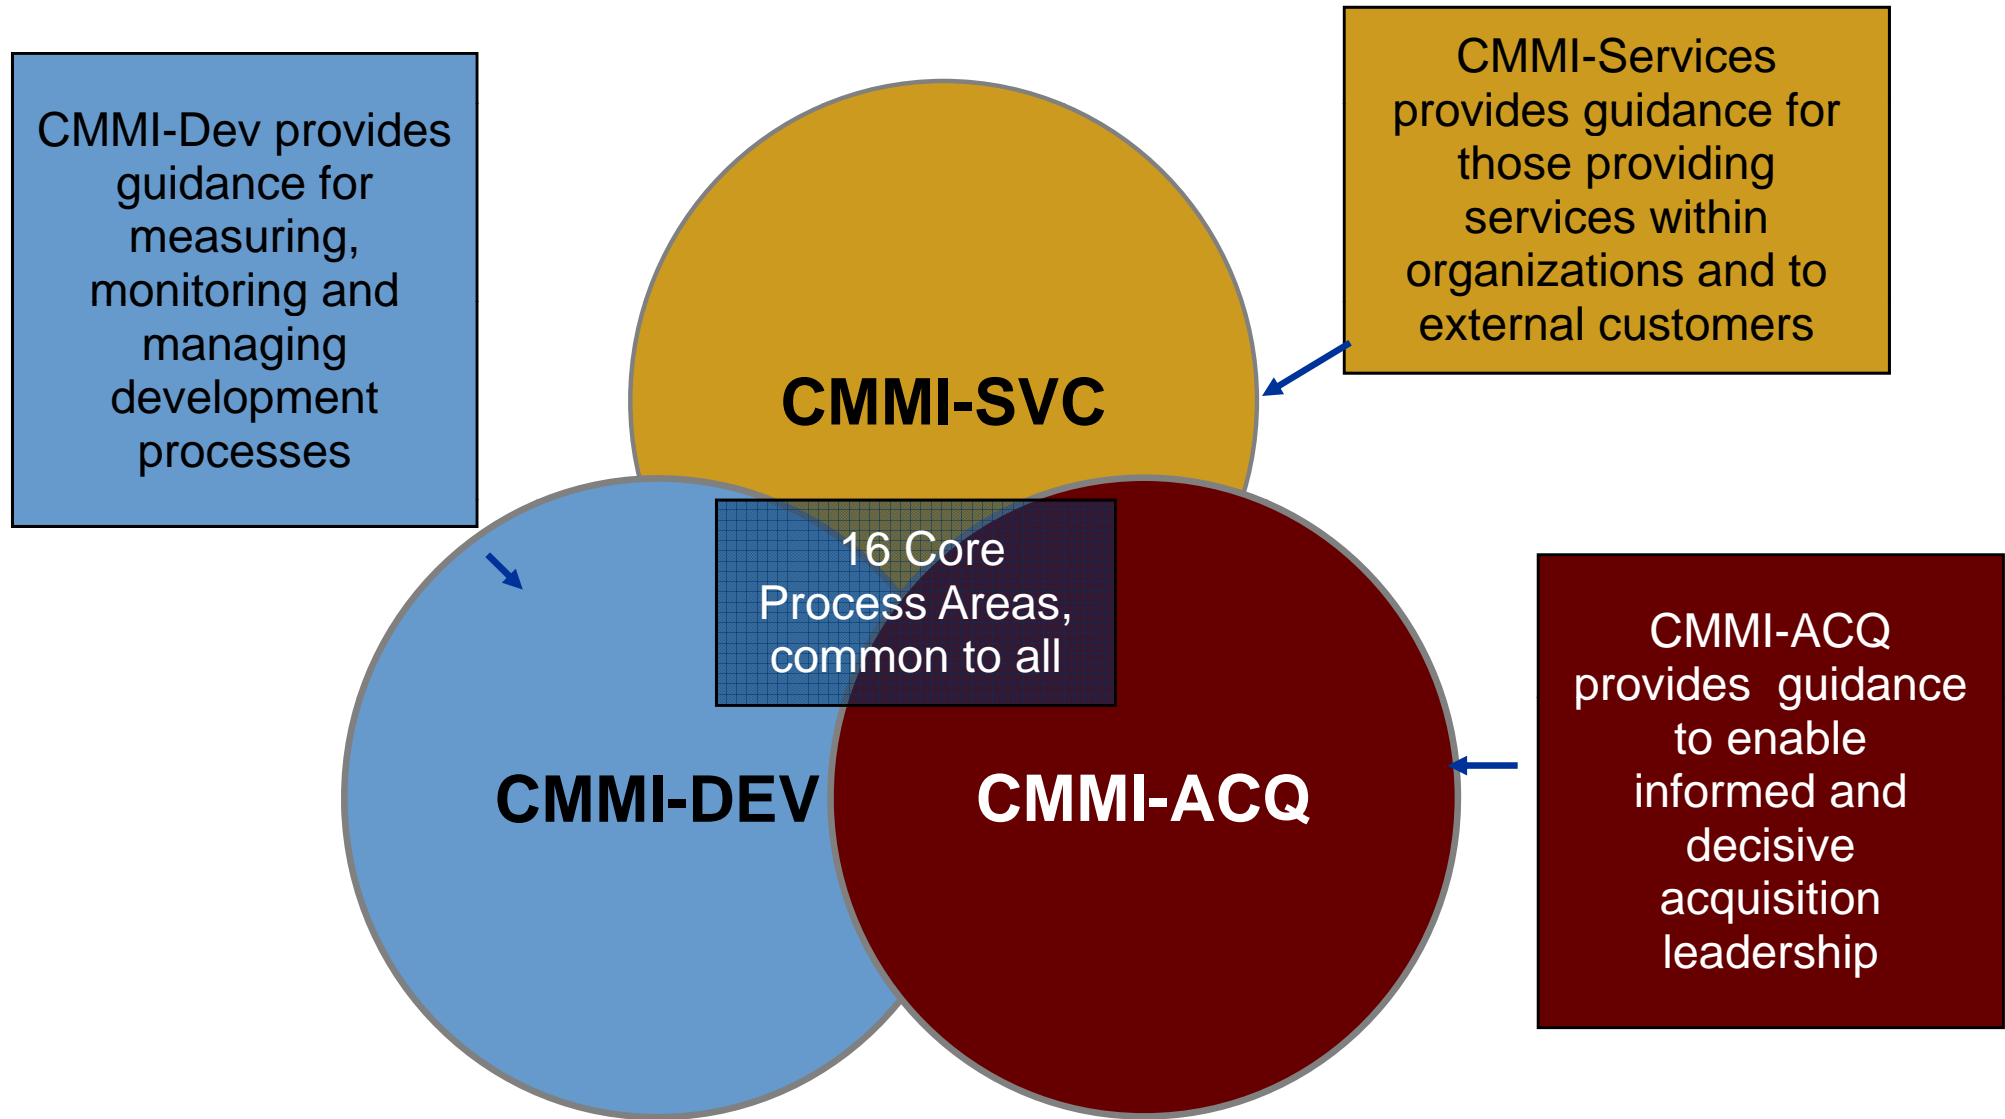 CMMI-Dev provides
guidance for
measuring,
monitoring and
managing
development
processes
CMMI-Services
provides guidance for
those providing
services within
organizations and to
external customers
CMMI-SVC
16 Core
Process Areas,
common to all
CMMI-DEV
CMMI-ACQ
CMMI-ACQ
provides  guidance
to enable
informed and
decisive
acquisition
leadership